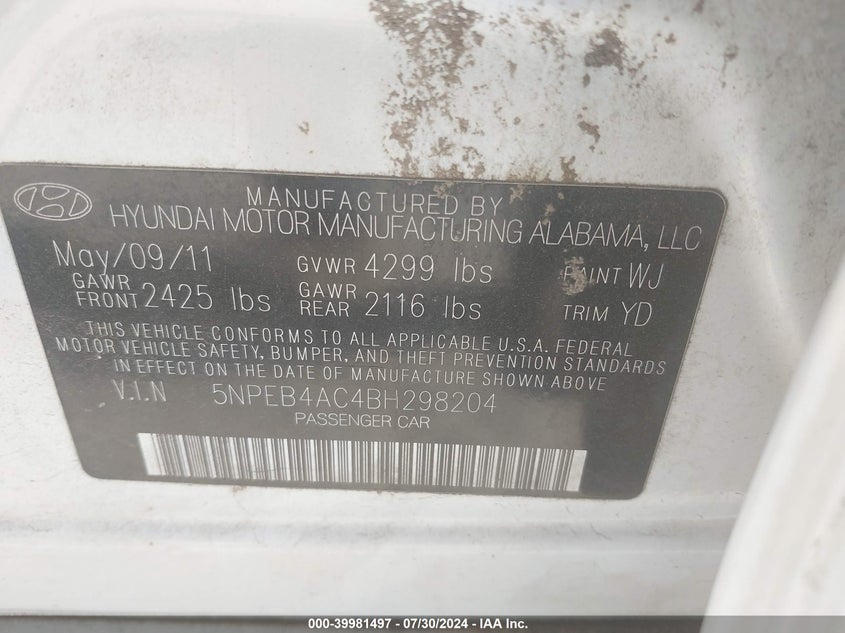 MANUFACTURED BY
HYUNDAI MOTOR MANUFACTURING ALABAMA, LLC
May/09/11 GVWR 4299 lbs PAINT WJ
GAWR FRONT 2425 lbs GAWR REAR 2116 lbs TRIM YD
THIS VEHICLE CONFORMS TO ALL APPLICABLE U.S.A. FEDERAL
MOTOR VEHICLE SAFETY, BUMPER, AND THEFT PREVENTION STANDARDS
IN EFFECT ON THE DATE OF MANUFACTURE SHOWN ABOVE
V.I.N 5NPEB4AC4BH298204
PASSENGER CAR
000-39981497 - 07/30/2024 - IAA Inc.